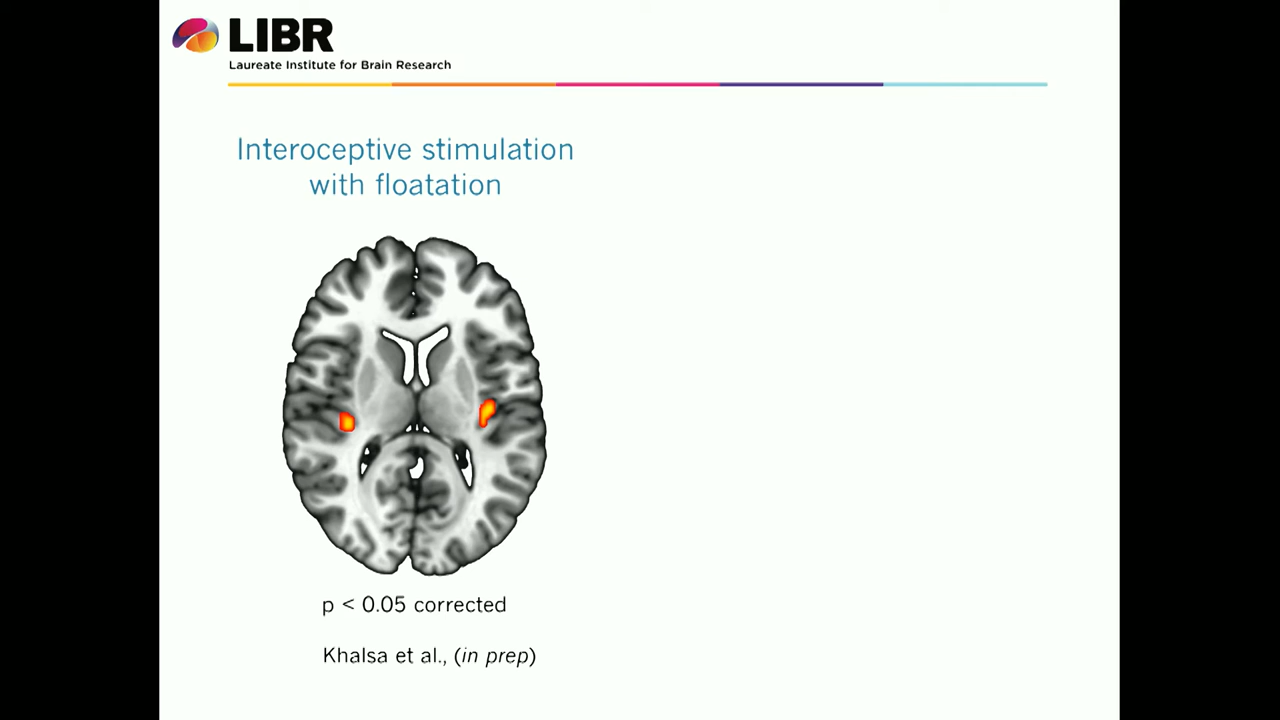 LIBR
Laureate Institute for Brain Research
Interoceptive stimulation
with floatation
p < 0.05 corrected
Khalsa et al., (in prep)